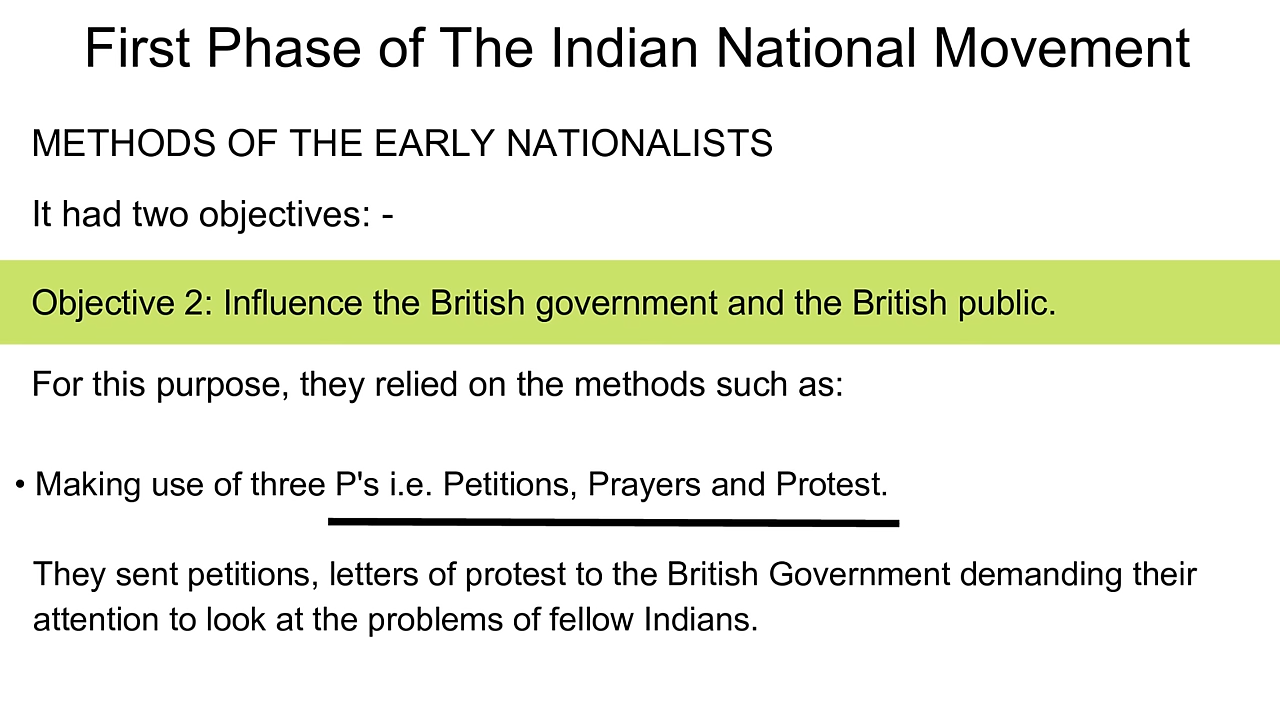 First Phase of The Indian National Movement
METHODS OF THE EARLY NATIONALISTS
It had two objectives: -
Objective 2: Influence the British government and the British public.
For this purpose, they relied on the methods such as:
• Making use of three P's i.e. Petitions, Prayers and Protest.
They sent petitions, letters of protest to the British Government demanding their
attention to look at the problems of fellow Indians.